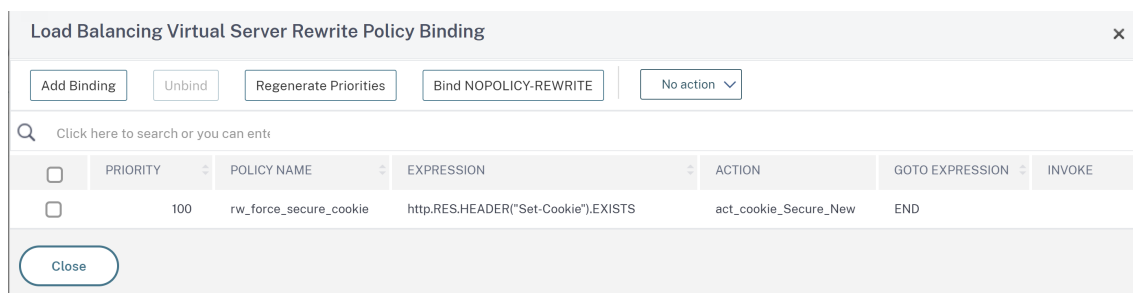 Load Balancing Virtual Server Rewrite Policy Binding
Add Binding Unbind Regenerate Priorities Bind NOPOLICY-REWRITE No action
Click here to search or you can ente
PRIORITY POLICY NAME EXPRESSION ACTION GOTO EXPRESSION INVOKE
100 rw_force_secure_cookie http.RES.HEADER("Set-Cookie").EXISTS act_cookie_Secure_New END
Close